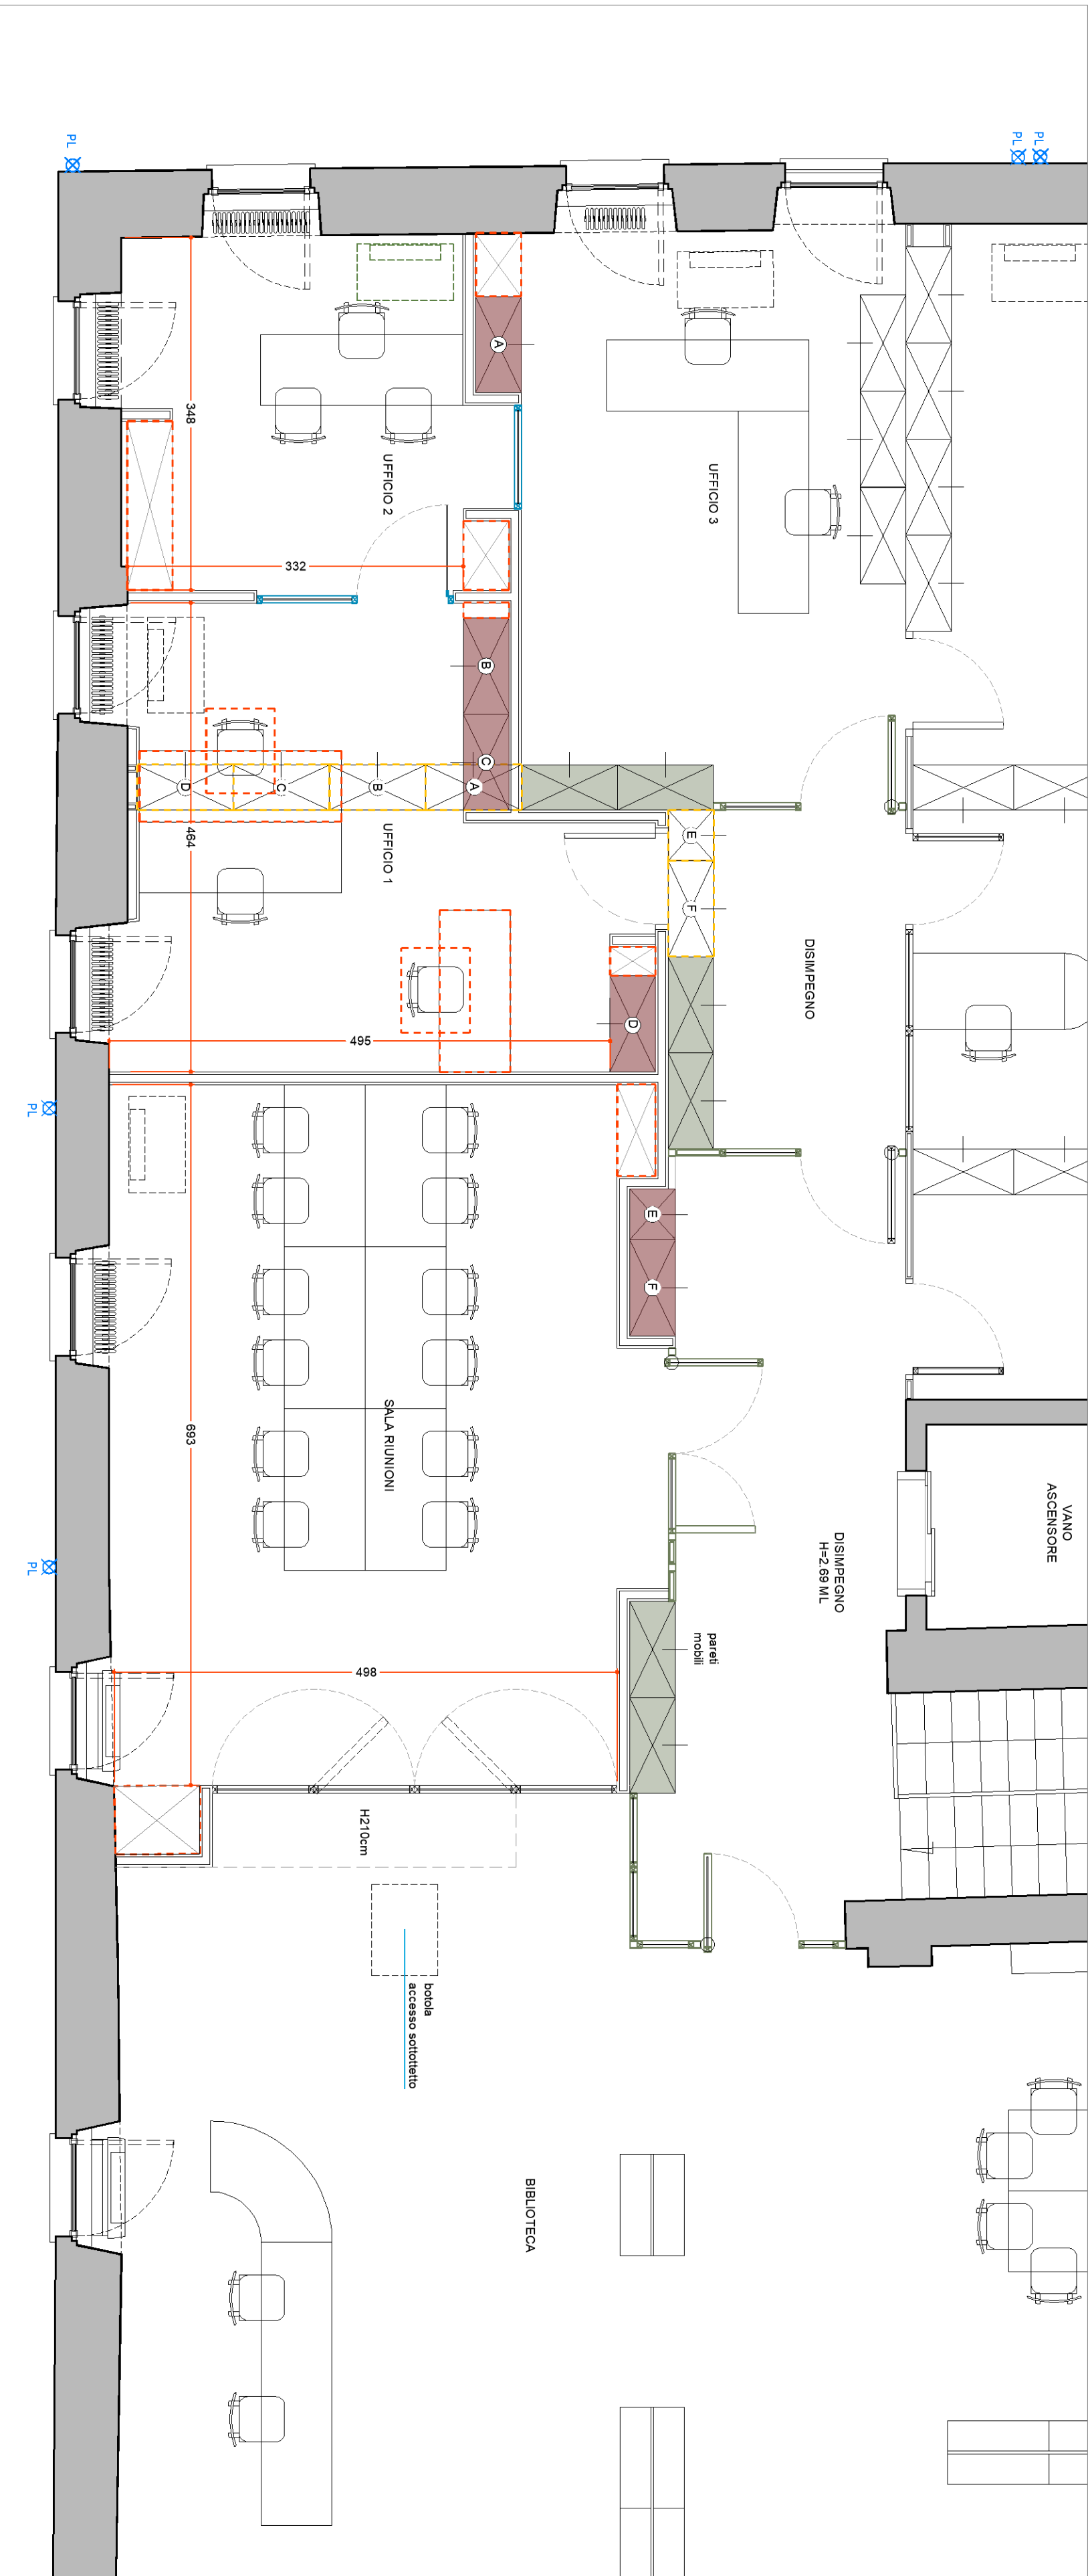 PL
PL
PL
A
348
UFFICIO 2
UFFICIO 3
332
B
C
D
C
B
A
464
UFFICIO 1
E
F
DISIMPEGNO
D
495
PL
E
F
SALA RIUNIONI
693
VANO
ASCENSORE
DISIMPEGNO
H=2.69 ML
PL
pareti
mobili
498
H210cm
botola
accesso sottottetto
BIBLIOTECA